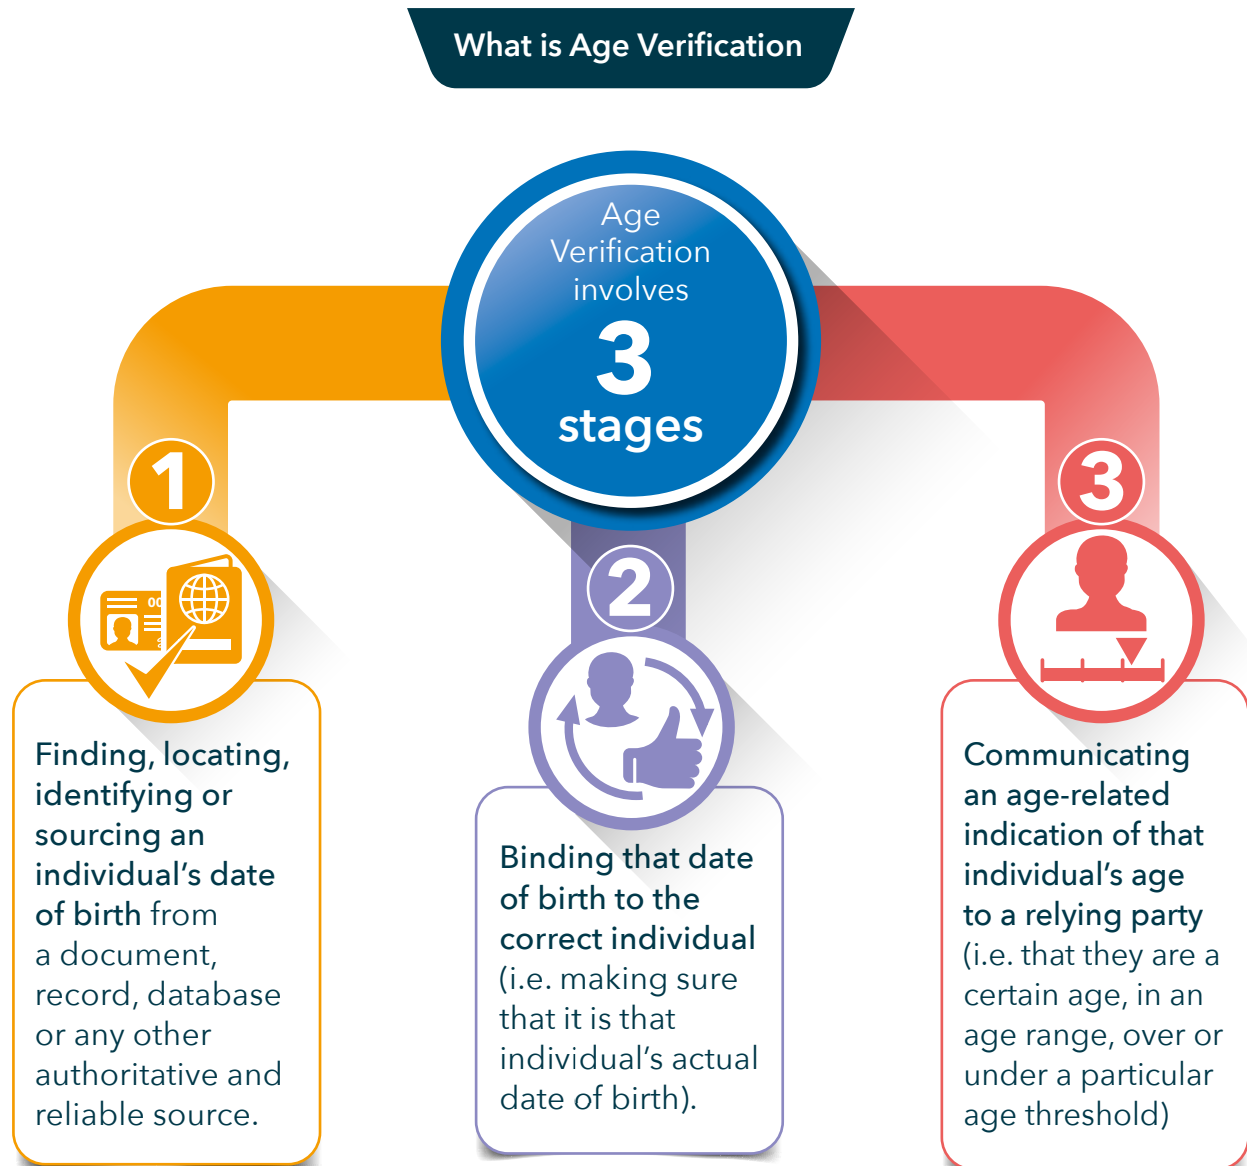 What is Age Verification
Age
Verification
involves
3
stages
1
Finding, locating,
identifying or
sourcing an
individual’s date
of birth from
a document,
record, database
or any other
authoritative and
reliable source.
2
Binding that date
of birth to the
correct individual
(i.e. making sure
that it is that
individual’s actual
date of birth).
3
Communicating
an age-related
indication of that
individual’s age
to a relying party
(i.e. that they are a
certain age, in an
age range, over or
under a particular
age threshold)